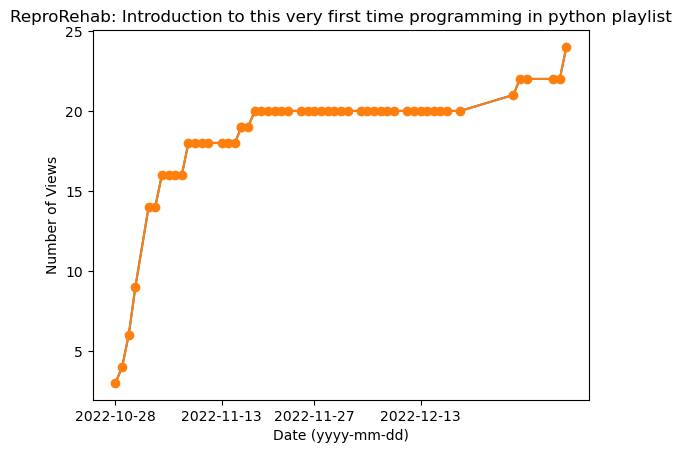 ReproRehab: Introduction to this very first time programming in python playlist
25
20
15
10
5
Number of Views
2022-10-28 2022-11-13 2022-11-27 2022-12-13
Date (yyyy-mm-dd)